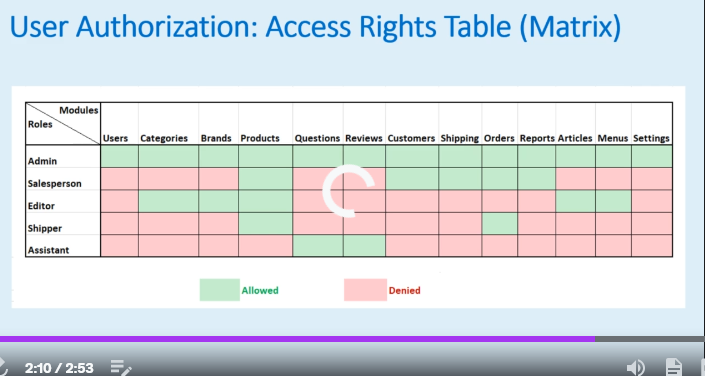 User Authorization: Access Rights Table (Matrix)
Modules
Roles
Users Categories Brands Products Questions Reviews Customers Shipping Orders Reports Articles Menus Settings
Admin
Salesperson
Editor
Shipper
Assistant
Allowed Denied
2:10 / 2:53